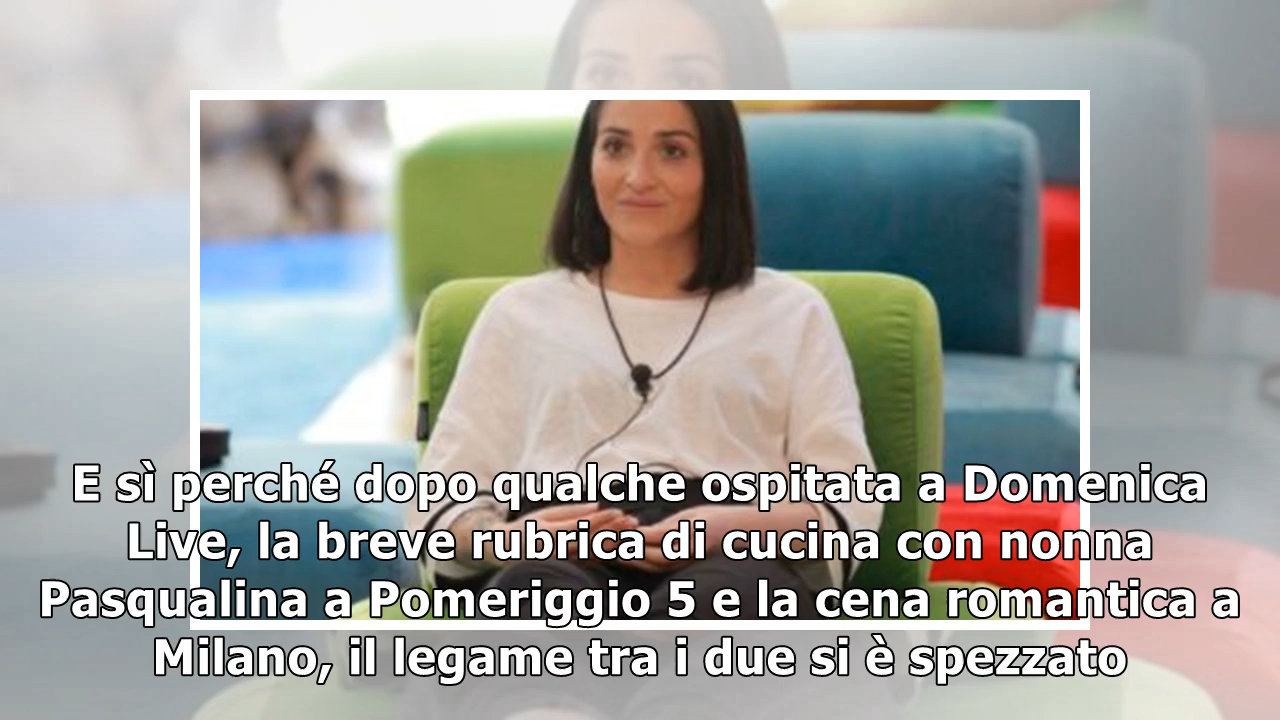 E sì perché dopo qualche ospitata a Domenica
Live, la breve rubrica di cucina con nonna
Pasqualina a Pomeriggio 5 e la cena romantica a
Milano, il legame tra i due si è spezzato